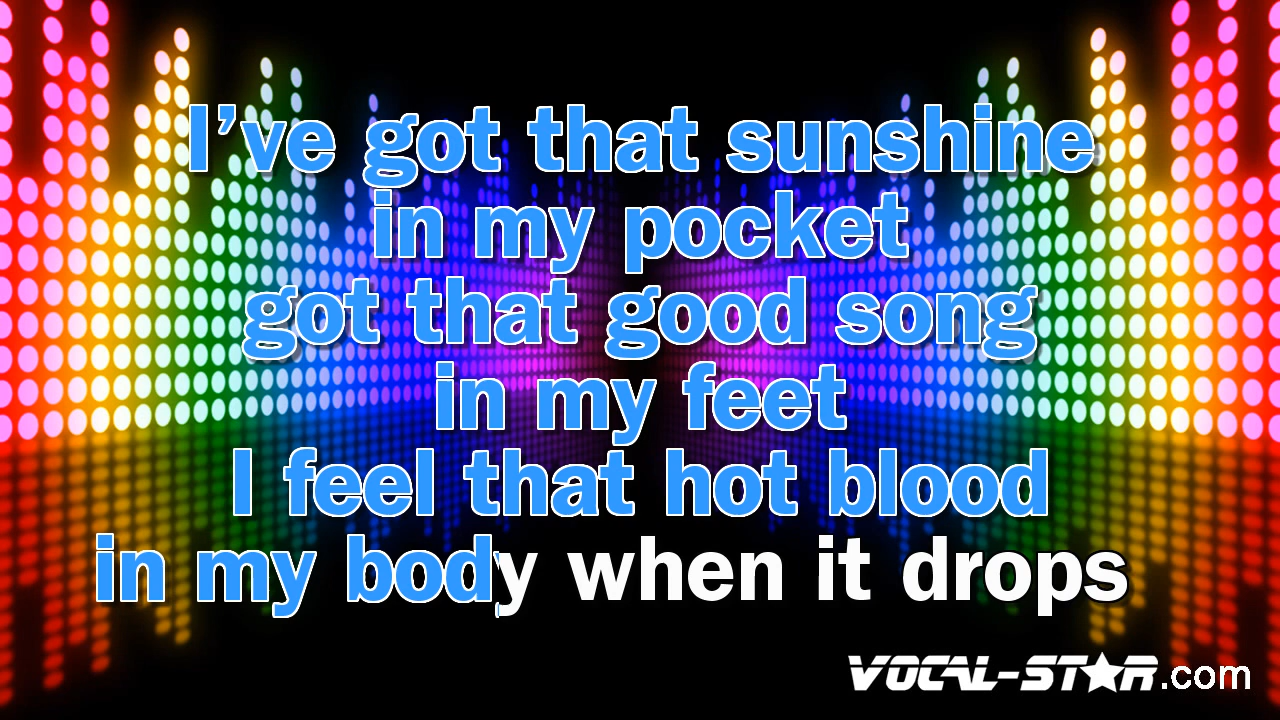 I've got that sunshine
in my pocket
got that good song
in my feet
I feel that hot blood
in my body when it drops
VOCAL-STAR.com